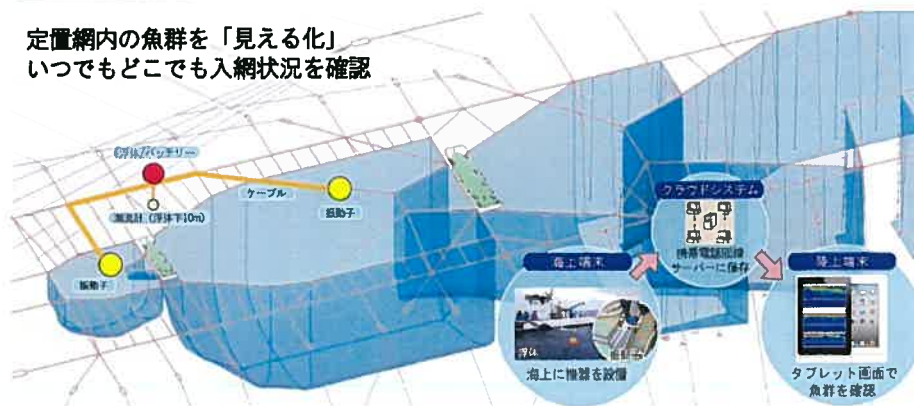 定置網内の魚群を「見える化」
いつでもどこでも入網状況を確認
浮体/バッテリー
ケーブル
潮流計（浮体下10m）
振動子
振動子
クラウドシステム
携帯電話回線
サーバーに保存
海上端末
浮体
振動子
海上に機器を設置
陸上端末
タブレット画面で
魚群を確認